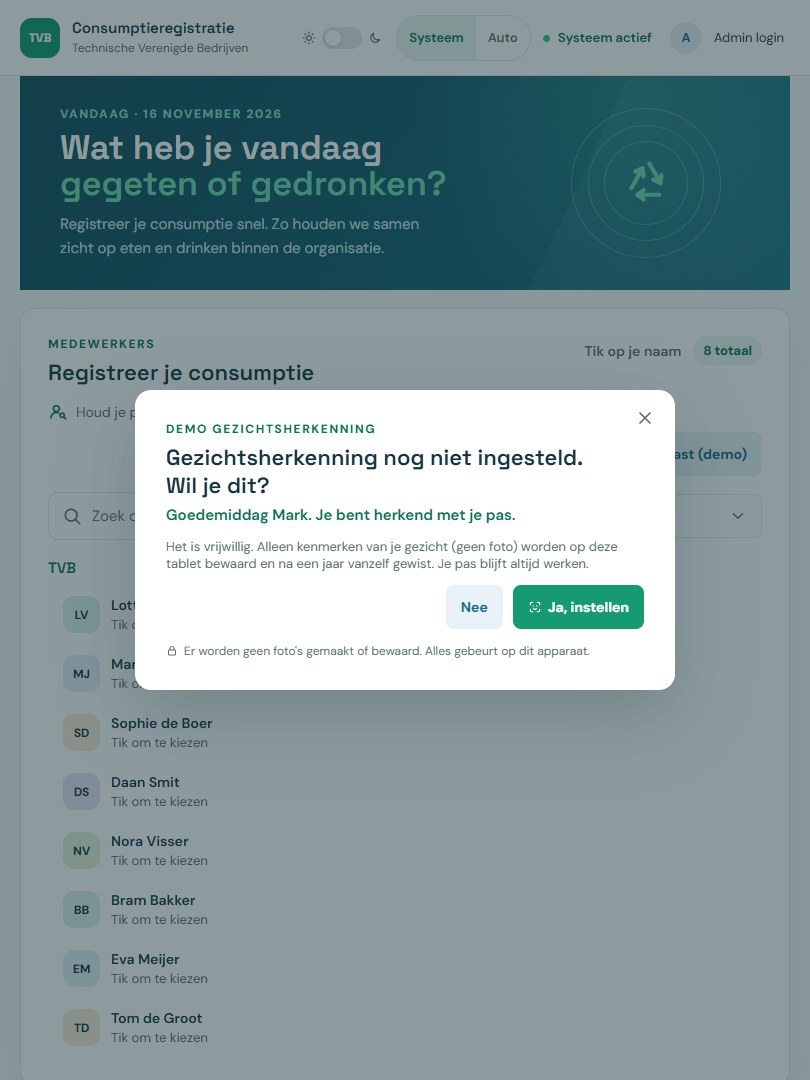 TVB
Consumptieregistratie
Technische Verenigde Bedrijven
Systeem
Auto
Systeem actief
A
Admin login
VANDAAG · 16 NOVEMBER 2026
Wat heb je vandaag
gegeten of gedronken?
Registreer je consumptie snel. Zo houden we samen
zicht op eten en drinken binnen de organisatie.
MEDEWERKERS
Registreer je consumptie
Tik op je naam
8 totaal
Houd je
(demo)
DEMO GEZICHTSHERKENNING
Gezichtsherkenning nog niet ingesteld.
Wil je dit?
Goedemiddag Mark. Je bent herkend met je pas.
Het is vrijwillig. Alleen kenmerken van je gezicht (geen foto) worden op deze
tablet bewaard en na een jaar vanzelf gewist. Je pas blijft altijd werken.
Nee
Ja, instellen
Er worden geen foto's gemaakt of bewaard. Alles gebeurt op dit apparaat.
Zoek
TVB
LV
Tik
MJ
SD
Sophie de Boer
Tik om te kiezen
DS
Daan Smit
Tik om te kiezen
NV
Nora Visser
Tik om te kiezen
BB
Bram Bakker
Tik om te kiezen
EM
Eva Meijer
Tik om te kiezen
TD
Tom de Groot
Tik om te kiezen